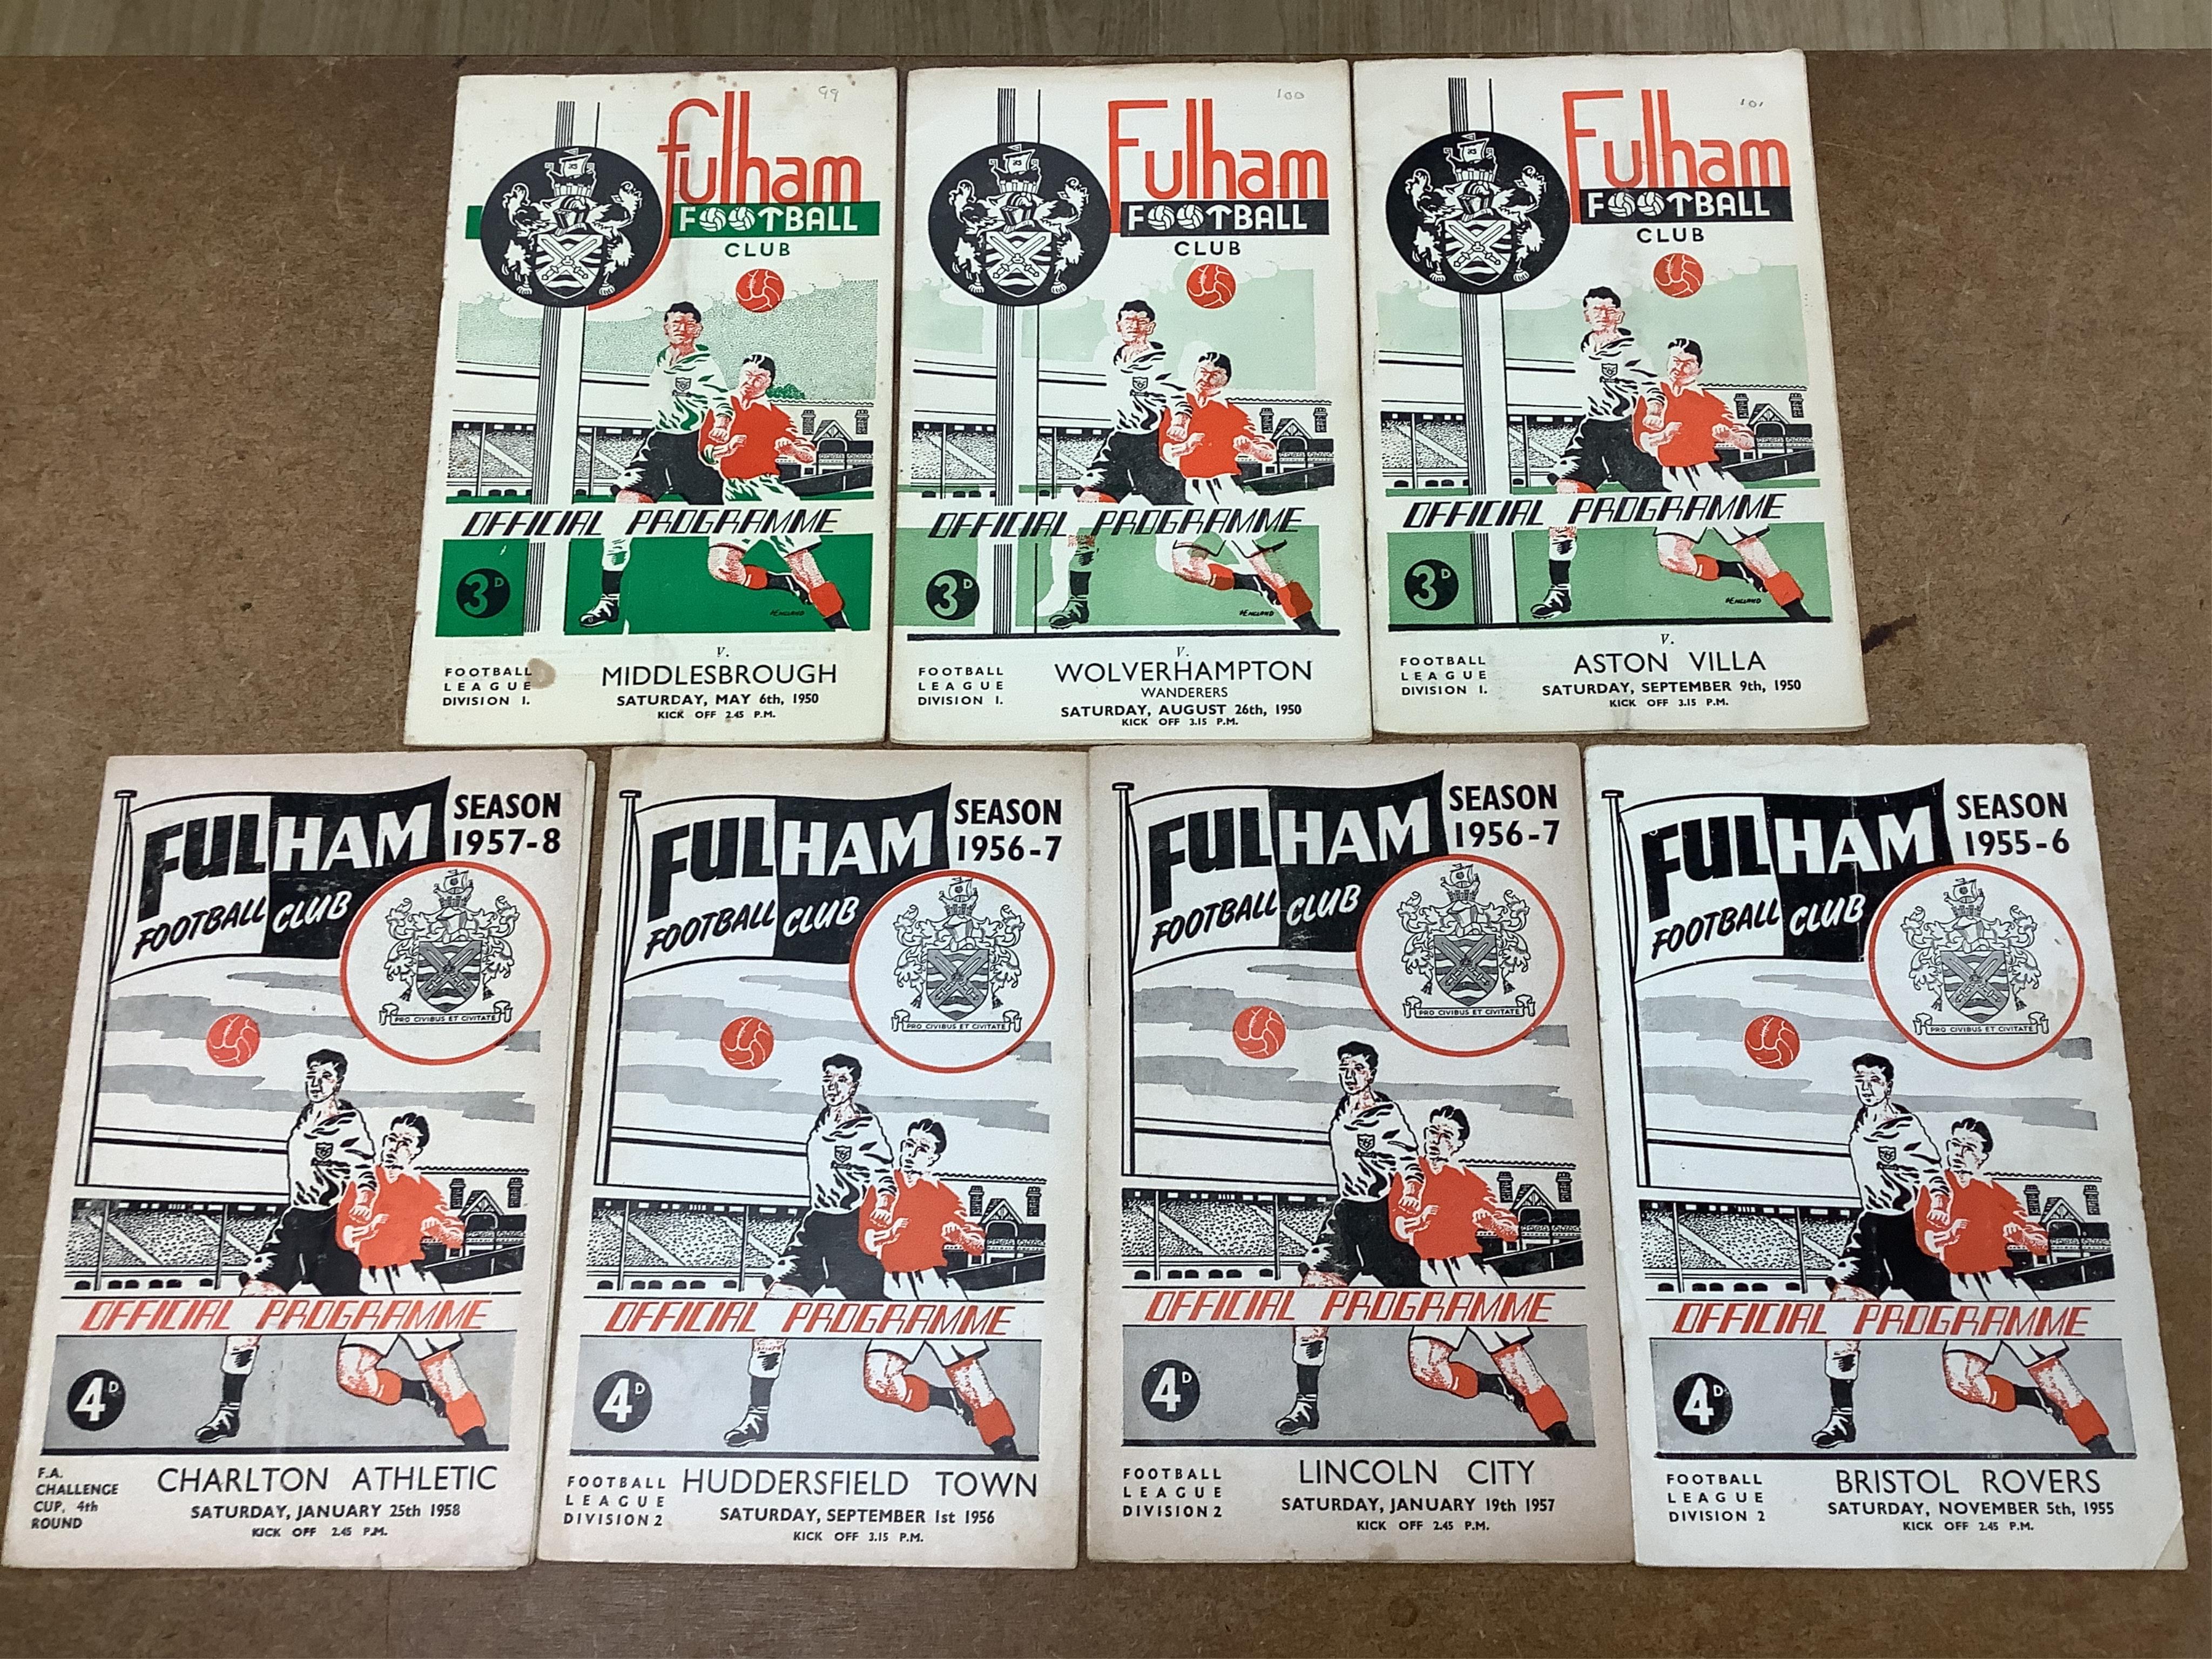 99
fulham
FOOTBALL
CLUB
OFFICIAL PROGRAMME
3D
H ENGLAND
v.
FOOTBALL
LEAGUE
DIVISION 1.
MIDDLESBROUGH
SATURDAY, MAY 6th, 1950
KICK OFF 2.45 P.M.
100
Fulham
FOOTBALL
CLUB
OFFICIAL PROGRAMME
3D
H ENGLAND
v.
FOOTBALL
LEAGUE
DIVISION 1.
WOLVERHAMPTON
WANDERERS
SATURDAY, AUGUST 26th, 1950
KICK OFF 3.15 P.M.
101
Fulham
FOOTBALL
CLUB
OFFICIAL PROGRAMME
3D
H ENGLAND
v.
FOOTBALL
LEAGUE
DIVISION 1.
ASTON VILLA
SATURDAY, SEPTEMBER 9th, 1950
KICK OFF 3.15 P.M.
FULHAM
FOOTBALL CLUB
SEASON
1957-8
PRO CIVIBUS ET CIVITATE
OFFICIAL PROGRAMME
4D
F.A.
CHALLENGE
CUP, 4th
ROUND
CHARLTON ATHLETIC
SATURDAY, JANUARY 25th 1958
KICK OFF 2.45 P.M.
FULHAM
FOOTBALL CLUB
SEASON
1956-7
PRO CIVIBUS ET CIVITATE
OFFICIAL PROGRAMME
4D
FOOTBALL
LEAGUE
DIVISION 2
HUDDERSFIELD TOWN
SATURDAY, SEPTEMBER 1st 1956
KICK OFF 3.15 P.M.
FULHAM
FOOTBALL CLUB
SEASON
1956-7
PRO CIVIBUS ET CIVITATE
OFFICIAL PROGRAMME
4D
FOOTBALL
LEAGUE
DIVISION 2
LINCOLN CITY
SATURDAY, JANUARY 19th 1957
KICK OFF 2.45 P.M.
FULHAM
FOOTBALL CLUB
SEASON
1955-6
PRO CIVIBUS ET CIVITATE
OFFICIAL PROGRAMME
4D
FOOTBALL
LEAGUE
DIVISION 2
BRISTOL ROVERS
SATURDAY, NOVEMBER 5th, 1955
KICK OFF 2.45 P.M.